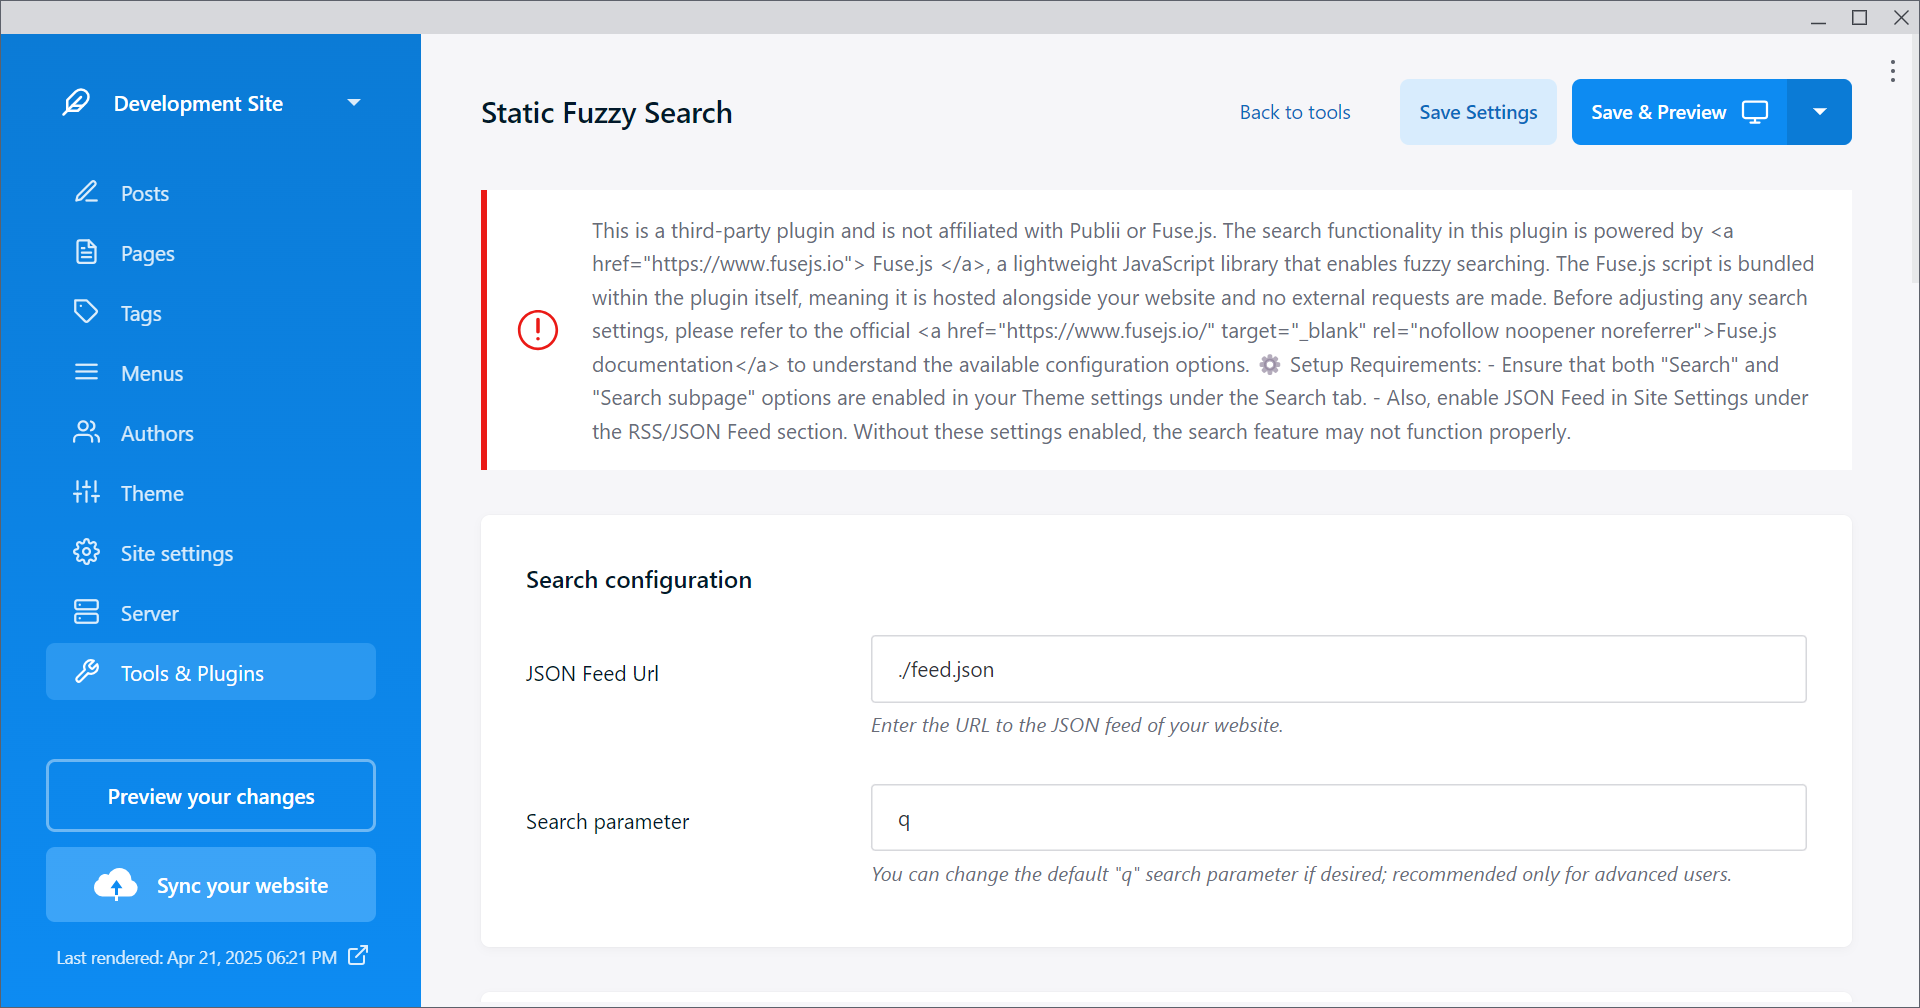 Development Site
Posts
Pages
Tags
Menus
Authors
Theme
Site settings
Server
Tools & Plugins
Preview your changes
Sync your website
Last rendered: Apr 21, 2025 06:21 PM
Static Fuzzy Search
Back to tools
Save Settings
Save & Preview
This is a third-party plugin and is not affiliated with Publii or Fuse.js. The search functionality in this plugin is powered by <a
href="https://www.fusejs.io"> Fuse.js </a>, a lightweight JavaScript library that enables fuzzy searching. The Fuse.js script is bundled
within the plugin itself, meaning it is hosted alongside your website and no external requests are made. Before adjusting any search
settings, please refer to the official <a href="https://www.fusejs.io/" target="_blank" rel="nofollow noopener noreferrer">Fuse.js
documentation</a> to understand the available configuration options. ⚙️ Setup Requirements: - Ensure that both "Search" and
"Search subpage" options are enabled in your Theme settings under the Search tab. - Also, enable JSON Feed in Site Settings under
the RSS/JSON Feed section. Without these settings enabled, the search feature may not function properly.
Search configuration
JSON Feed Url
./feed.json
Enter the URL to the JSON feed of your website.
Search parameter
q
You can change the default "q" search parameter if desired; recommended only for advanced users.